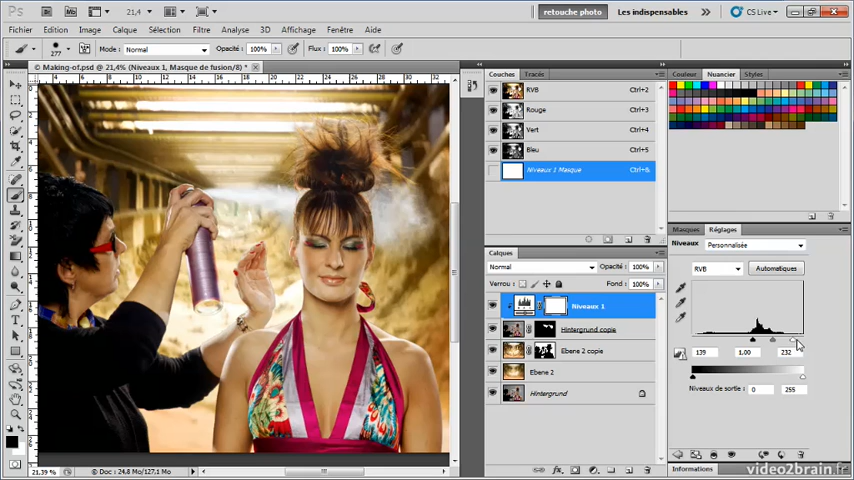 Ps Mb 21,4 retouche photo Les indispensables CS Live
Fichier Edition Image Calque Sélection Filtre Analyse 3D Affichage Fenêtre Aide
277 Mode: Normal Opacité: 100% Flux: 100%
© Making-of.psd @ 21,4% (Niveaux 1, Masque de fusion/8) *
Couches Tracés
RVB Ctrl+2
Rouge Ctrl+3
Vert Ctrl+4
Bleu Ctrl+5
Niveaux 1 Masque Ctrl+&
Calques
Normal Opacité: 100%
Verrou: Fond: 100%
Niveaux 1
Hintergrund copie
Ebene 2 copie
Ebene 2
Hintergrund
Couleur Nuancier Styles
Masques Réglages
Niveaux Personnalisée
RVB Automatiques
139 1,00 232
Niveaux de sortie: 0 255
Informations
21,39 % Doc : 24,8 Mo/127,1 Mo
video2brain.fr